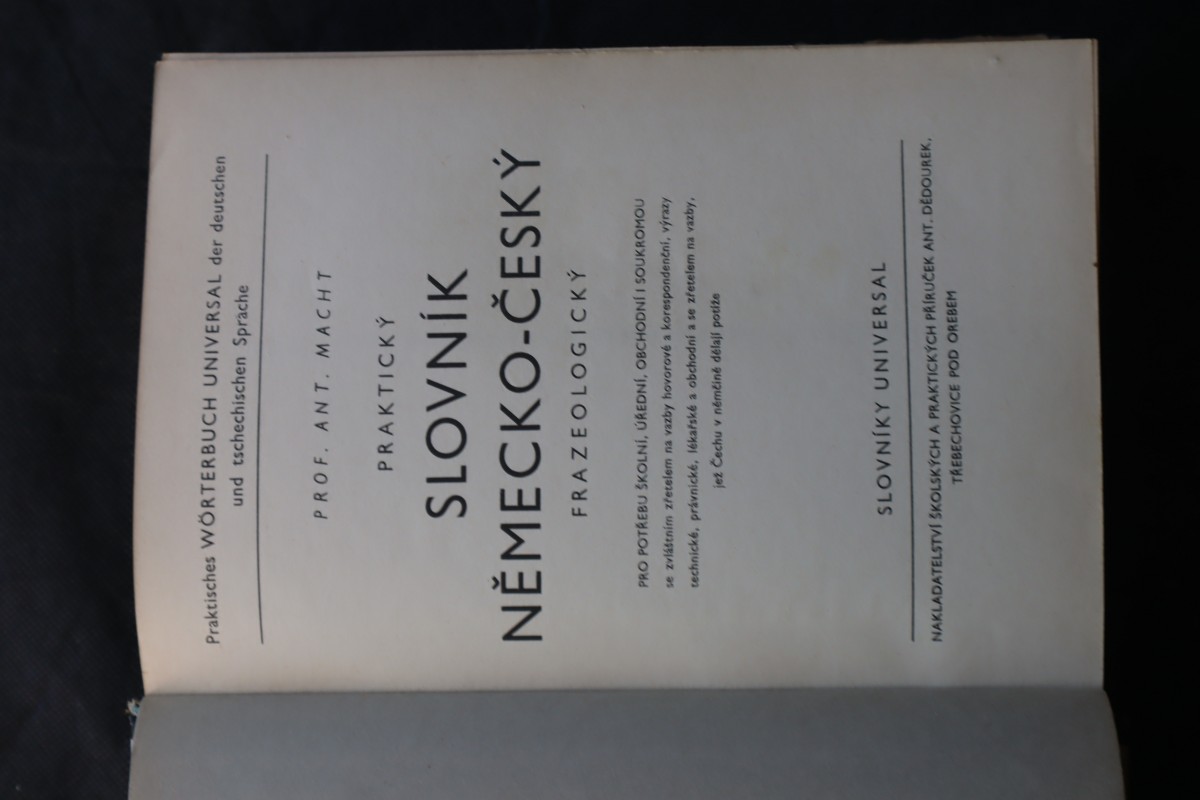 Praktisches WÖRTERBUCH UNIVERSAL der deutschen
und tschechischen Sprache
PROF. ANT. MACHT
PRAKTICKÝ
SLOVNÍK
NĚMECKO-ČESKÝ
FRAZEOLOGICKÝ
PRO POTŘEBU ŠKOLNÍ, ÚŘEDNÍ, OBCHODNÍ I SOUKROMOU
se zvláštním zřetelem na vazby hovorové a korespondenční, výrazy
technické, právnické, lékařské a obchodní a se zřetelem na vazby,
jež Čechu v němčině dělají potíže
SLOVNÍKY UNIVERSAL
NAKLADATELSTVÍ ŠKOLSKÝCH A PRAKTICKÝCH PŘÍRUČEK ANT. DĚDOUREK,
TŘEBECHOVICE POD OREBEM